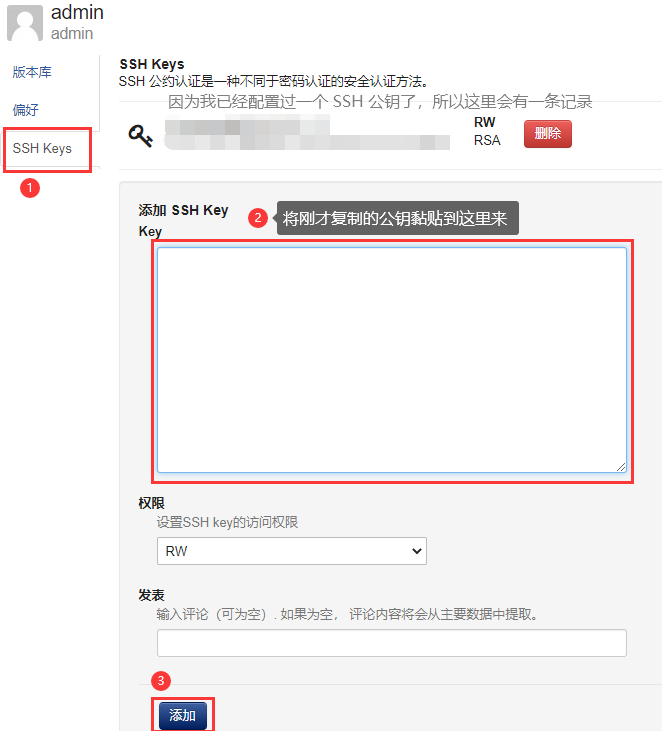 admin
admin
版本库
偏好
SSH Keys
1
SSH Keys
SSH 公约认证是一种不同于密码认证的安全认证方法。
因为我已经配置过一个 SSH 公钥了，所以这里会有一条记录
RW
RSA
删除
添加 SSH Key
2
将刚才复制的公钥黏贴到这里来
Key
权限
设置SSH key的访问权限
RW
发表
输入评论（可为空）. 如果为空， 评论内容将会从主要数据中提取。
3
添加